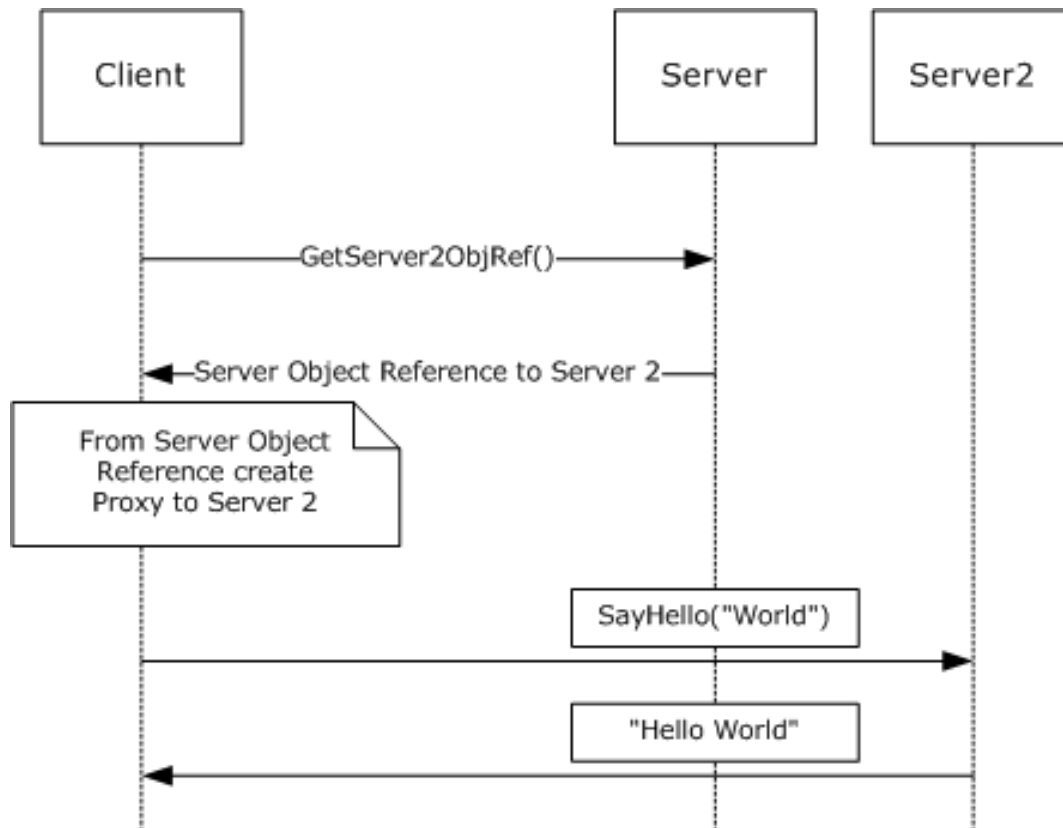 Client
Server
Server2
GetServer2ObjRef()
Server Object Reference to Server 2
From Server Object
Reference create
Proxy to Server 2
SayHello("World")
"Hello World"